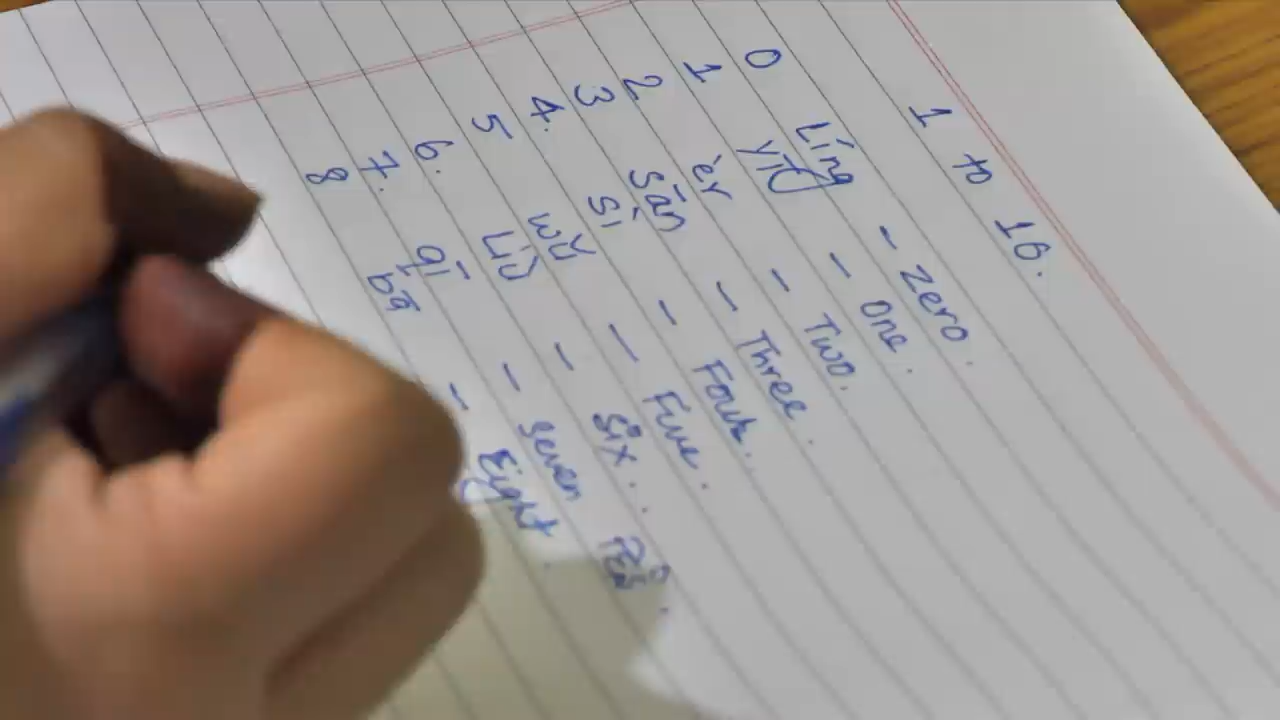 1 to 10.
0 Líng - Zero.
1 yī - One.
2 èr - Two.
3 sān - Three.
4. sì - Four.
5 wǔ - Five.
6. Liù - Six.
7. qī - Seven
8 bā - Eight.